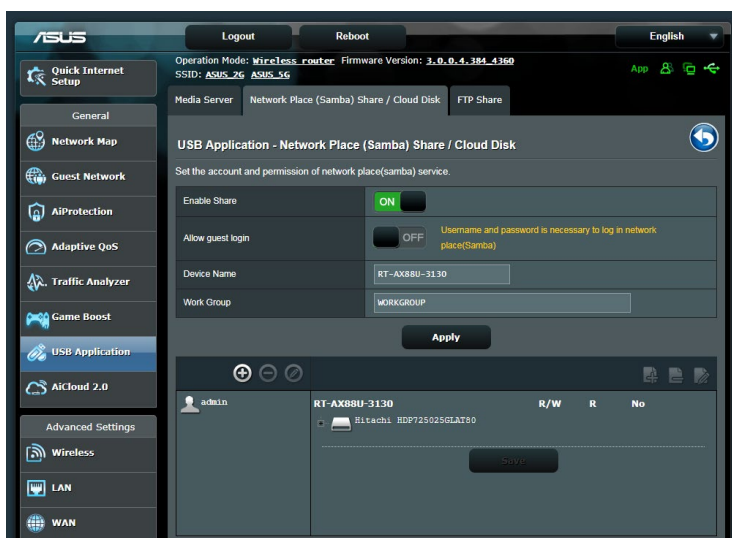 ASUS
Logout
Reboot
English
Quick Internet
Setup
Operation Mode: Wireless router Firmware Version: 3.0.0.4.384_4360
SSID: ASUS_2G ASUS_5G
App
Media Server
Network Place (Samba) Share / Cloud Disk
FTP Share
General
Network Map
Guest Network
AiProtection
Adaptive QoS
Traffic Analyzer
Game Boost
USB Application
AiCloud 2.0
Advanced Settings
Wireless
LAN
WAN
USB Application - Network Place (Samba) Share / Cloud Disk
Set the account and permission of network place(samba) service.
Enable Share
ON
Allow guest login
OFF
Username and password is necessary to log in network
place(Samba)
Device Name
RT-AX88U-3130
Work Group
WORKGROUP
Apply
admin
RT-AX88U-3130 R/W R No
Hitachi HDP725025GLAT80
Save